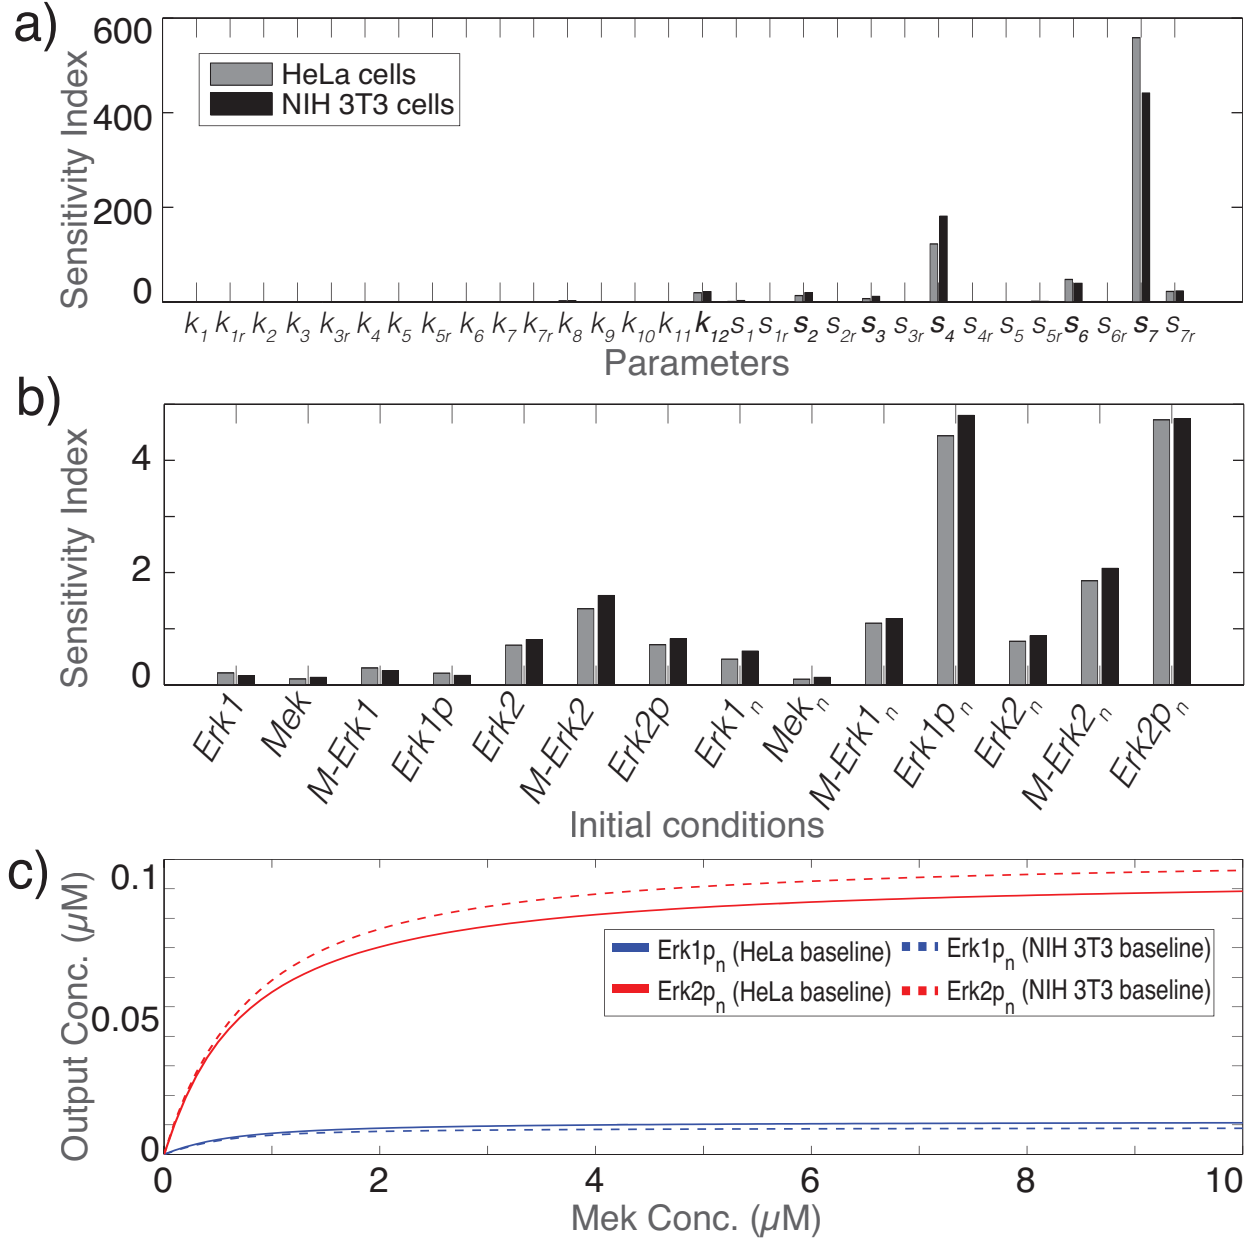 a)
Sensitivity Index
600
400
200
0
HeLa cells
NIH 3T3 cells
k1 k1r k2 k3 k3r k4 k5 k5r k6 k7 k7r k8 k9 k10 k11 k12 s1 s1r s2 s2r s3 s3r s4 s4r s5 s5r s6 s6r s7 s7r
Parameters
b)
Sensitivity Index
4
2
0
Erk1 Mek M-Erk1 Erk1p Erk2 M-Erk2 Erk2p Erk1n Mekn M-Erk1n Erk1pn Erk2n M-Erk2n Erk2pn
Initial conditions
c)
Output Conc. (µM)
0.1
0.05
0
Erk1pn (HeLa baseline) Erk1pn (NIH 3T3 baseline)
Erk2pn (HeLa baseline) Erk2pn (NIH 3T3 baseline)
0 2 4 6 8 10
Mek Conc. (µM)